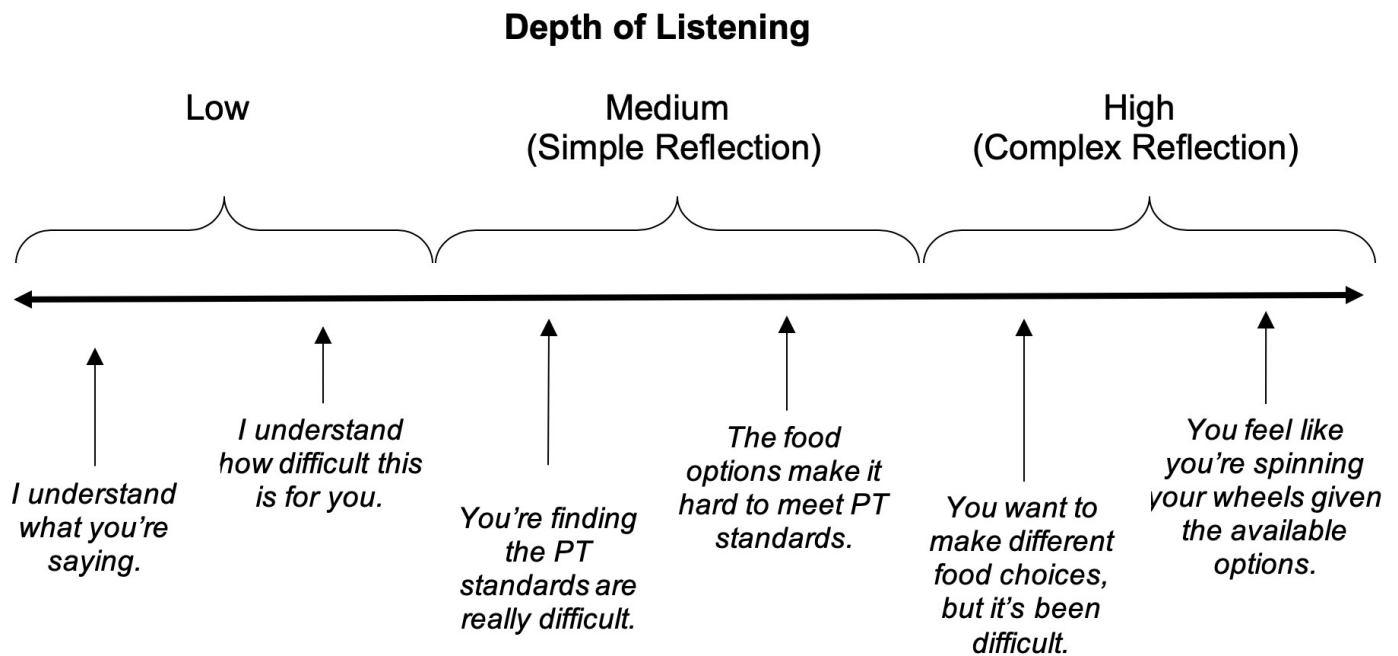 Depth of Listening
Low
Medium
(Simple Reflection)
High
(Complex Reflection)
I understand
what you're
saying.
I understand
how difficult this
is for you.
You're finding
the PT
standards are
really difficult.
The food
options make it
hard to meet PT
standards.
You want to
make different
food choices,
but it's been
difficult.
You feel like
you're spinning
your wheels given
the available
options.